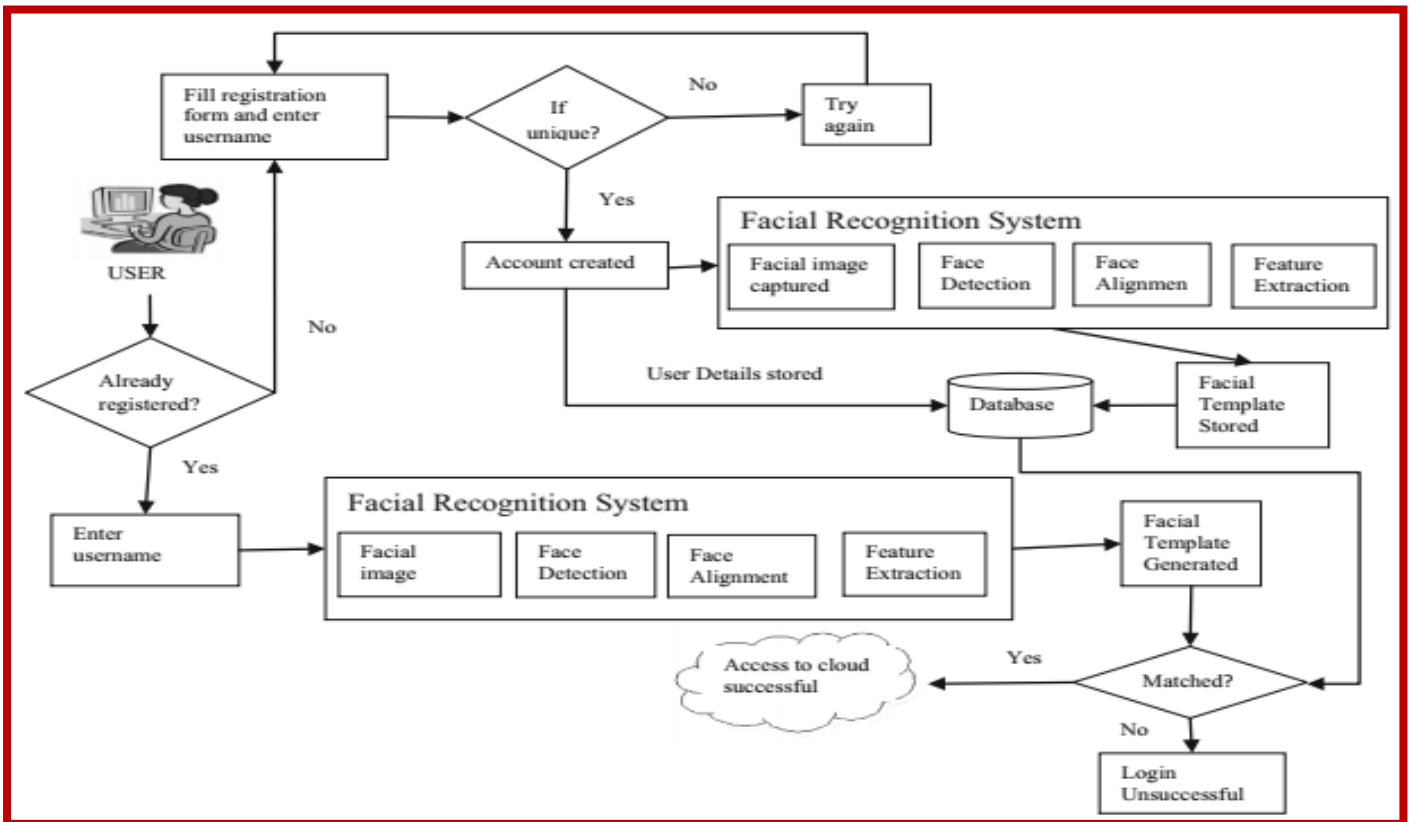 Fill registration
form and enter
username
If
unique?
No
Try
again
Yes
USER
Account created
Facial Recognition System
Facial image
captured
Face
Detection
Face
Alignmen
Feature
Extraction
No
Already
registered?
User Details stored
Database
Facial
Template
Stored
Yes
Enter
username
Facial Recognition System
Facial
image
Face
Detection
Face
Alignment
Feature
Extraction
Facial
Template
Generated
Matched?
Yes
Access to cloud
successful
No
Login
Unsuccessful